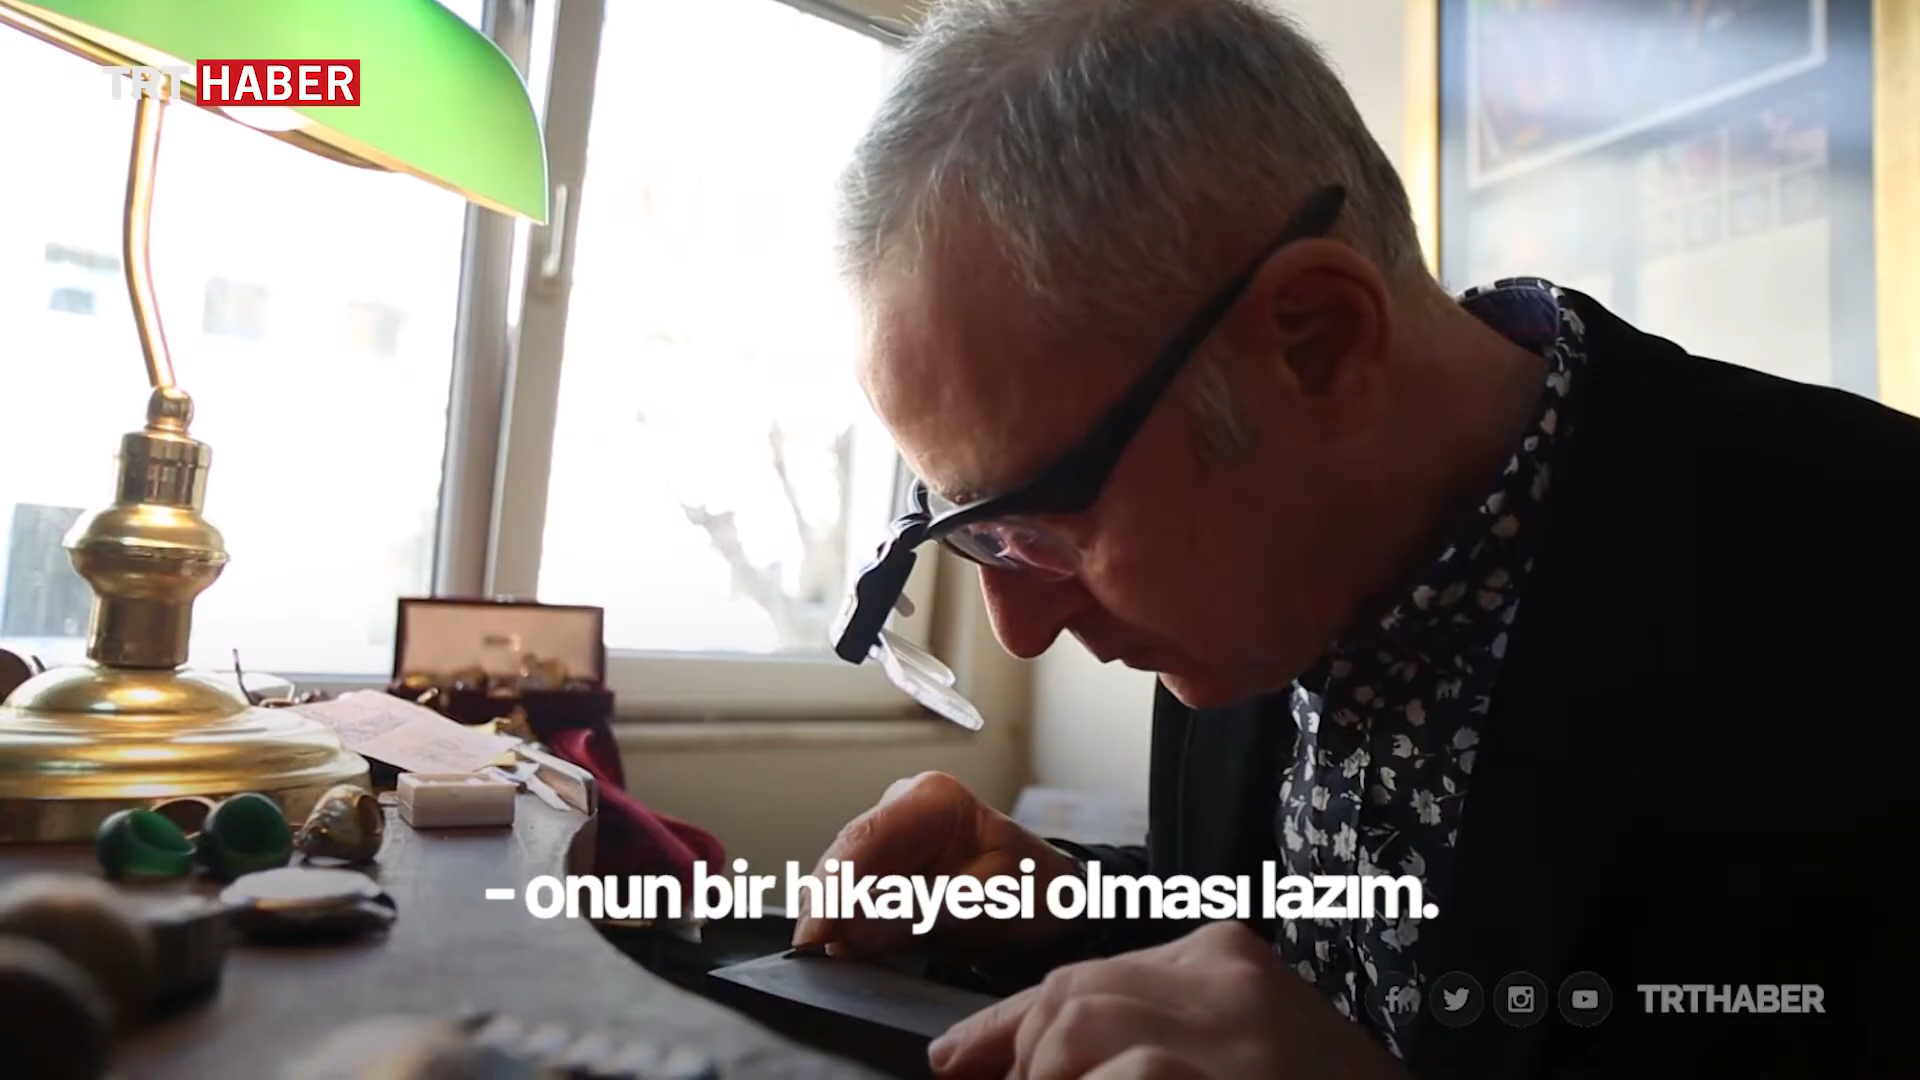 TRT HABER
- onun bir hikayesi olması lazım.
TRTHABER